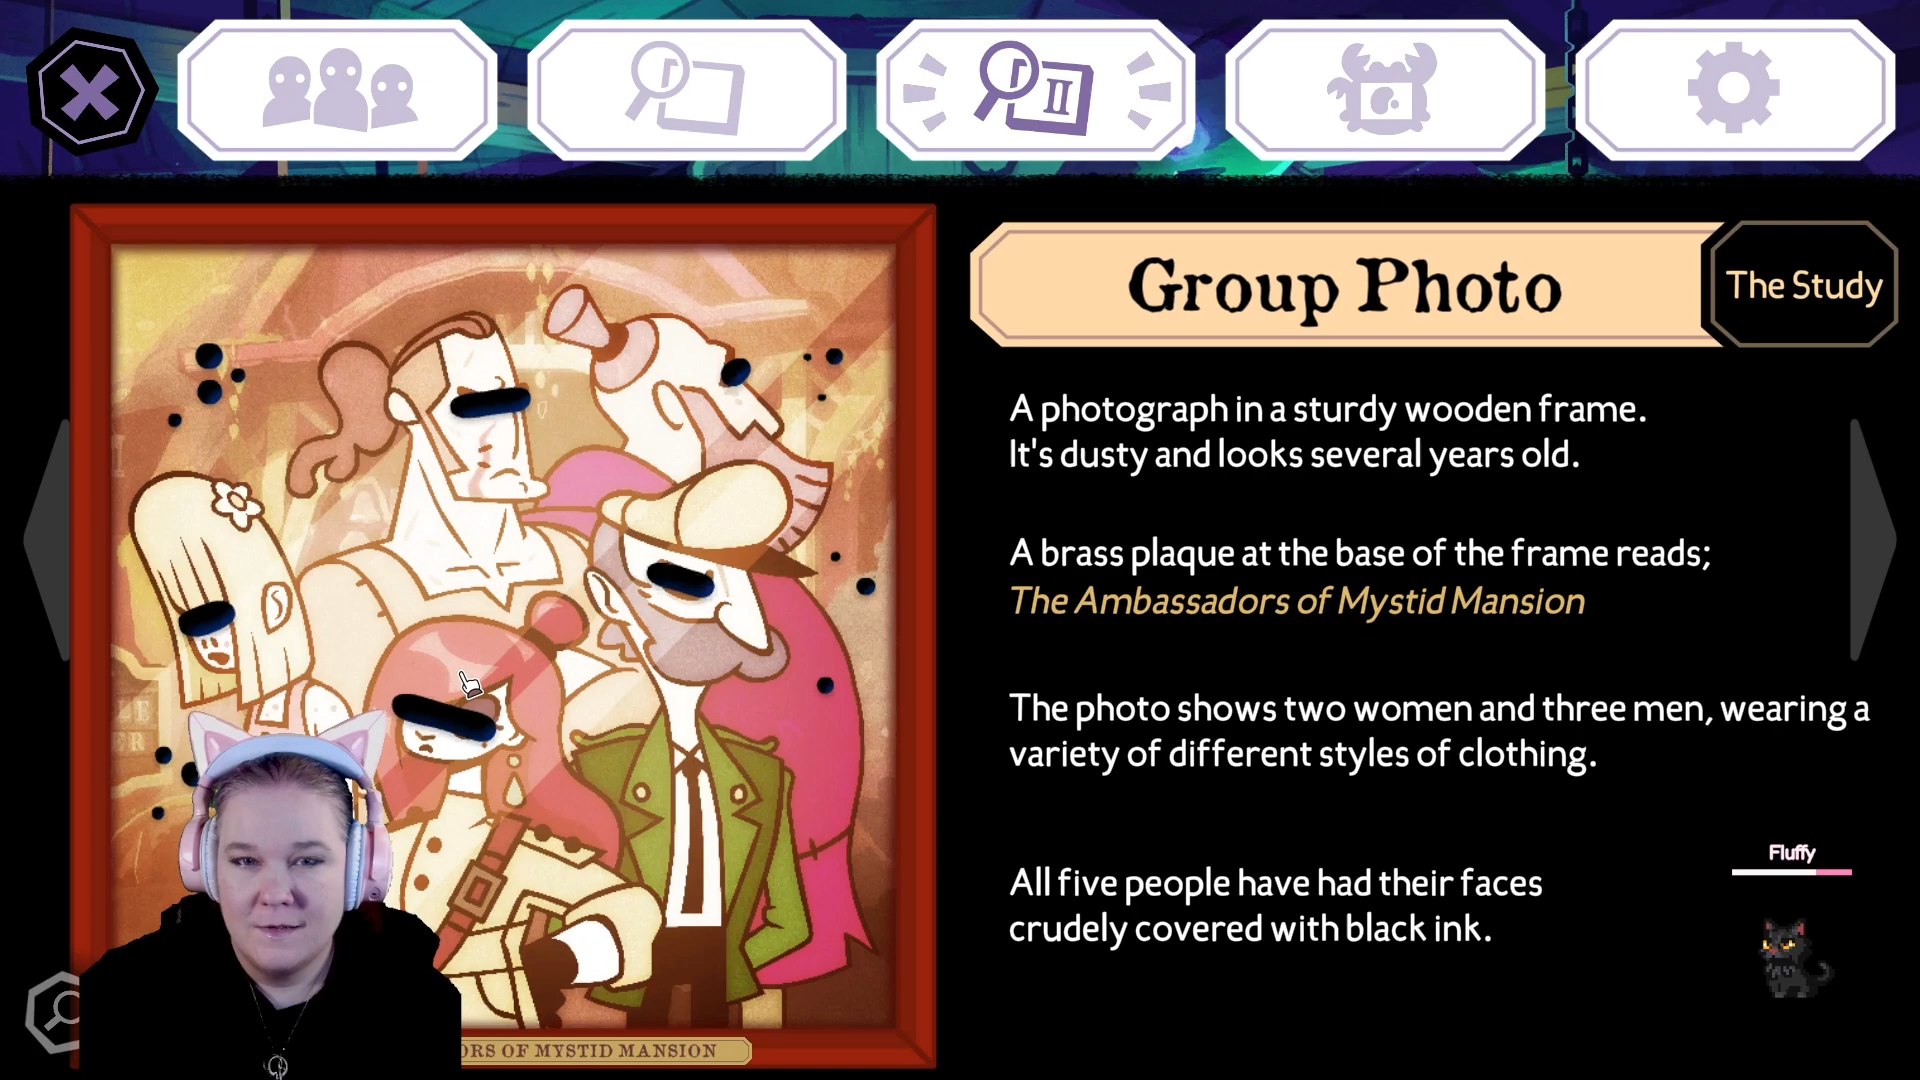 II
Group Photo
The Study
A photograph in a sturdy wooden frame.
It's dusty and looks several years old.
A brass plaque at the base of the frame reads;
The Ambassadors of Mystid Mansion
The photo shows two women and three men, wearing a
variety of different styles of clothing.
All five people have had their faces
crudely covered with black ink.
Fluffy
ORS OF MYSTID MANSION